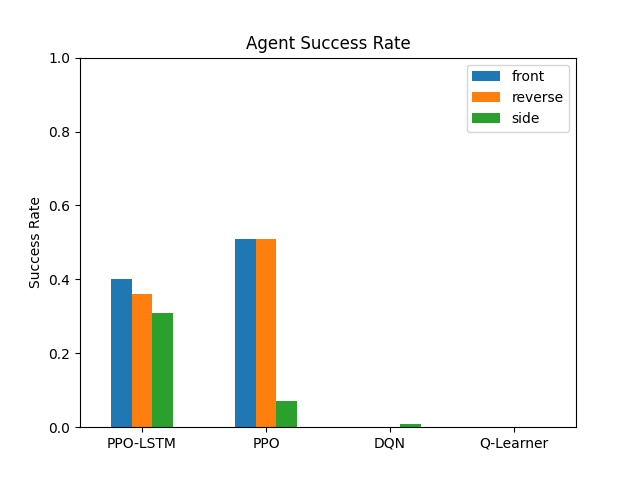 Agent Success Rate
1.0
0.8
0.6
0.4
0.2
0.0
Success Rate
front
reverse
side
PPO-LSTM
PPO
DQN
Q-Learner